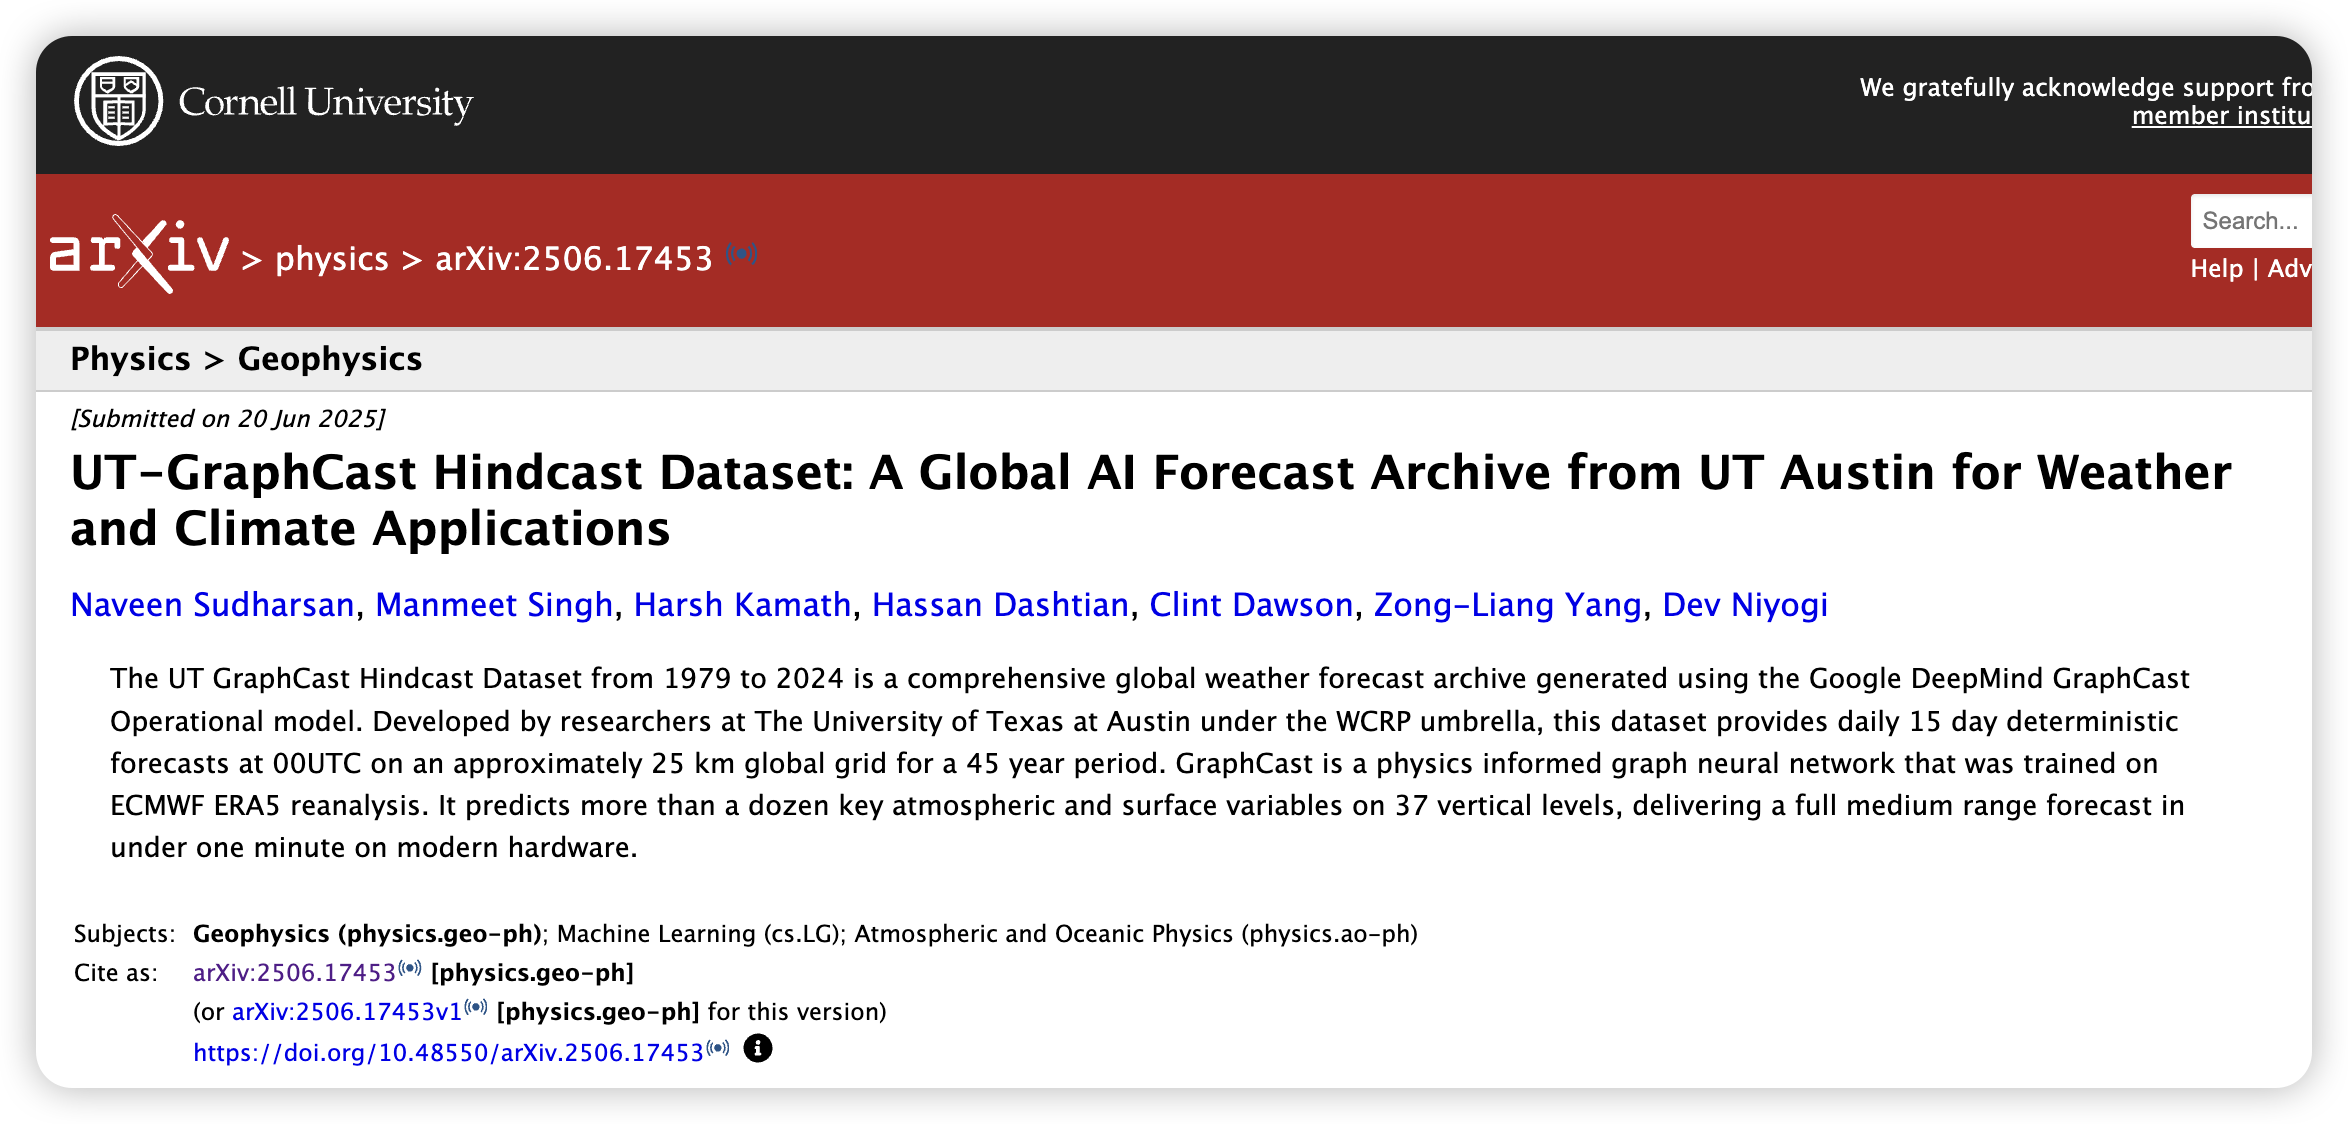 Cornell University
We gratefully acknowledge support fro
member institu
arXiv > physics > arXiv:2506.17453
Search...
Help | Adv
Physics > Geophysics
[Submitted on 20 Jun 2025]
UT-GraphCast Hindcast Dataset: A Global AI Forecast Archive from UT Austin for Weather
and Climate Applications
Naveen Sudharsan, Manmeet Singh, Harsh Kamath, Hassan Dashtian, Clint Dawson, Zong-Liang Yang, Dev Niyogi
The UT GraphCast Hindcast Dataset from 1979 to 2024 is a comprehensive global weather forecast archive generated using the Google DeepMind GraphCast
Operational model. Developed by researchers at The University of Texas at Austin under the WCRP umbrella, this dataset provides daily 15 day deterministic
forecasts at 00UTC on an approximately 25 km global grid for a 45 year period. GraphCast is a physics informed graph neural network that was trained on
ECMWF ERA5 reanalysis. It predicts more than a dozen key atmospheric and surface variables on 37 vertical levels, delivering a full medium range forecast in
under one minute on modern hardware.
Subjects: Geophysics (physics.geo-ph); Machine Learning (cs.LG); Atmospheric and Oceanic Physics (physics.ao-ph)
Cite as: arXiv:2506.17453 [physics.geo-ph]
(or arXiv:2506.17453v1 [physics.geo-ph] for this version)
https://doi.org/10.48550/arXiv.2506.17453